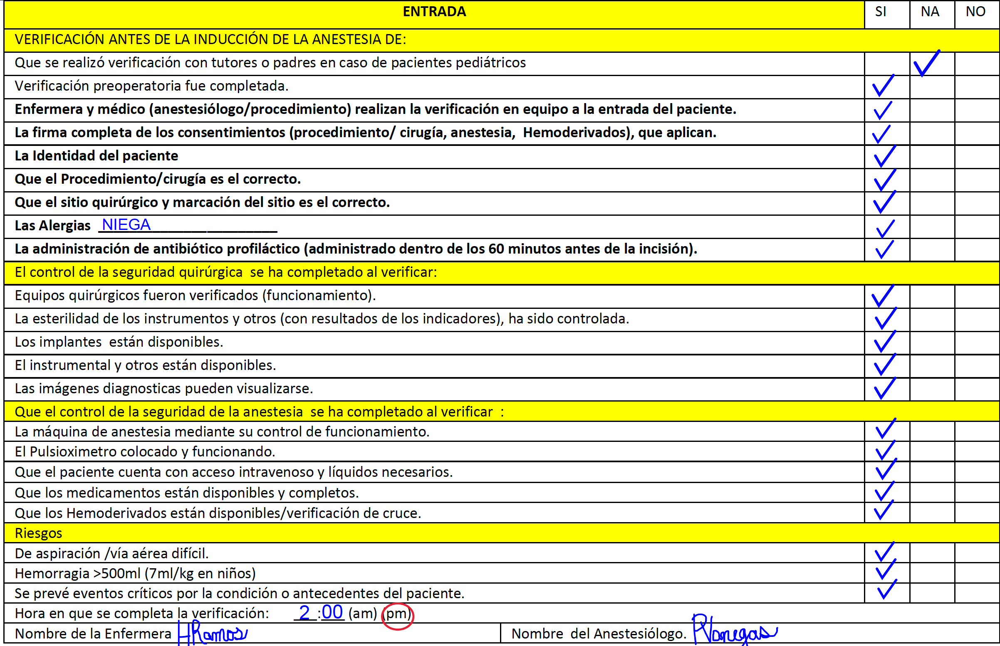 ENTRADA SI NA NO
VERIFICACIÓN ANTES DE LA INDUCCIÓN DE LA ANESTESIA DE:
Que se realizó verificación con tutores o padres en caso de pacientes pediátricos ✓
Verificación preoperatoria fue completada. ✓
Enfermera y médico (anestesiólogo/procedimiento) realizan la verificación en equipo a la entrada del paciente. ✓
La firma completa de los consentimientos (procedimiento/ cirugía, anestesia, Hemoderivados), que aplican. ✓
La Identidad del paciente ✓
Que el Procedimiento/cirugía es el correcto. ✓
Que el sitio quirúrgico y marcación del sitio es el correcto. ✓
Las Alergias NIEGA ✓
La administración de antibiótico profiláctico (administrado dentro de los 60 minutos antes de la incisión). ✓
El control de la seguridad quirúrgica se ha completado al verificar:
Equipos quirúrgicos fueron verificados (funcionamiento). ✓
La esterilidad de los instrumentos y otros (con resultados de los indicadores), ha sido controlada. ✓
Los implantes están disponibles. ✓
El instrumental y otros están disponibles. ✓
Las imágenes diagnosticas pueden visualizarse. ✓
Que el control de la seguridad de la anestesia se ha completado al verificar :
La máquina de anestesia mediante su control de funcionamiento. ✓
El Pulsioximetro colocado y funcionando. ✓
Que el paciente cuenta con acceso intravenoso y líquidos necesarios. ✓
Que los medicamentos están disponibles y completos. ✓
Que los Hemoderivados están disponibles/verificación de cruce. ✓
Riesgos
De aspiración /vía aérea difícil. ✓
Hemorragia >500ml (7ml/kg en niños) ✓
Se prevé eventos críticos por la condición o antecedentes del paciente. ✓
Hora en que se completa la verificación: 2:00 (am) (pm)
Nombre de la Enfermera HRamos Nombre del Anestesiólogo. PVanegas